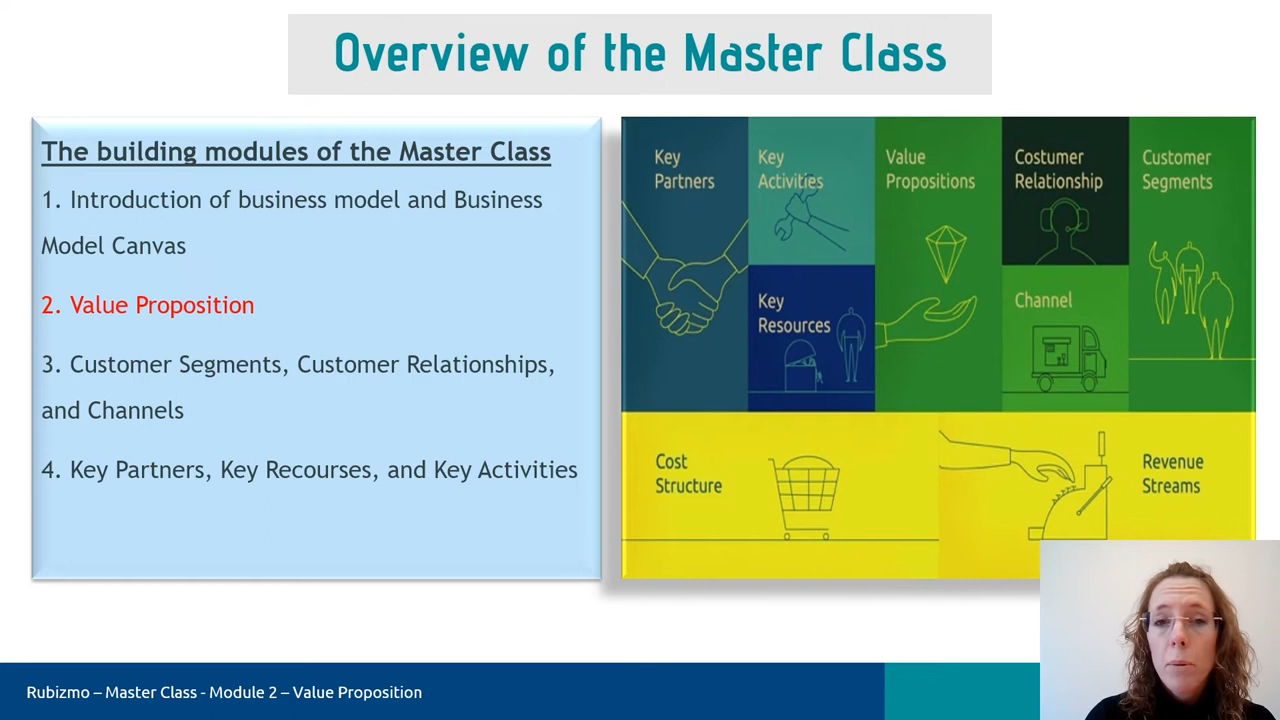 Overview of the Master Class
The building modules of the Master Class
1. Introduction of business model and Business
Model Canvas
2. Value Proposition
3. Customer Segments, Customer Relationships,
and Channels
4. Key Partners, Key Recourses, and Key Activities
Key
Partners
Key
Activities
Key
Resources
Value
Propositions
Costumer
Relationship
Channel
Customer
Segments
Cost
Structure
Revenue
Streams
Rubizmo – Master Class - Module 2 – Value Proposition